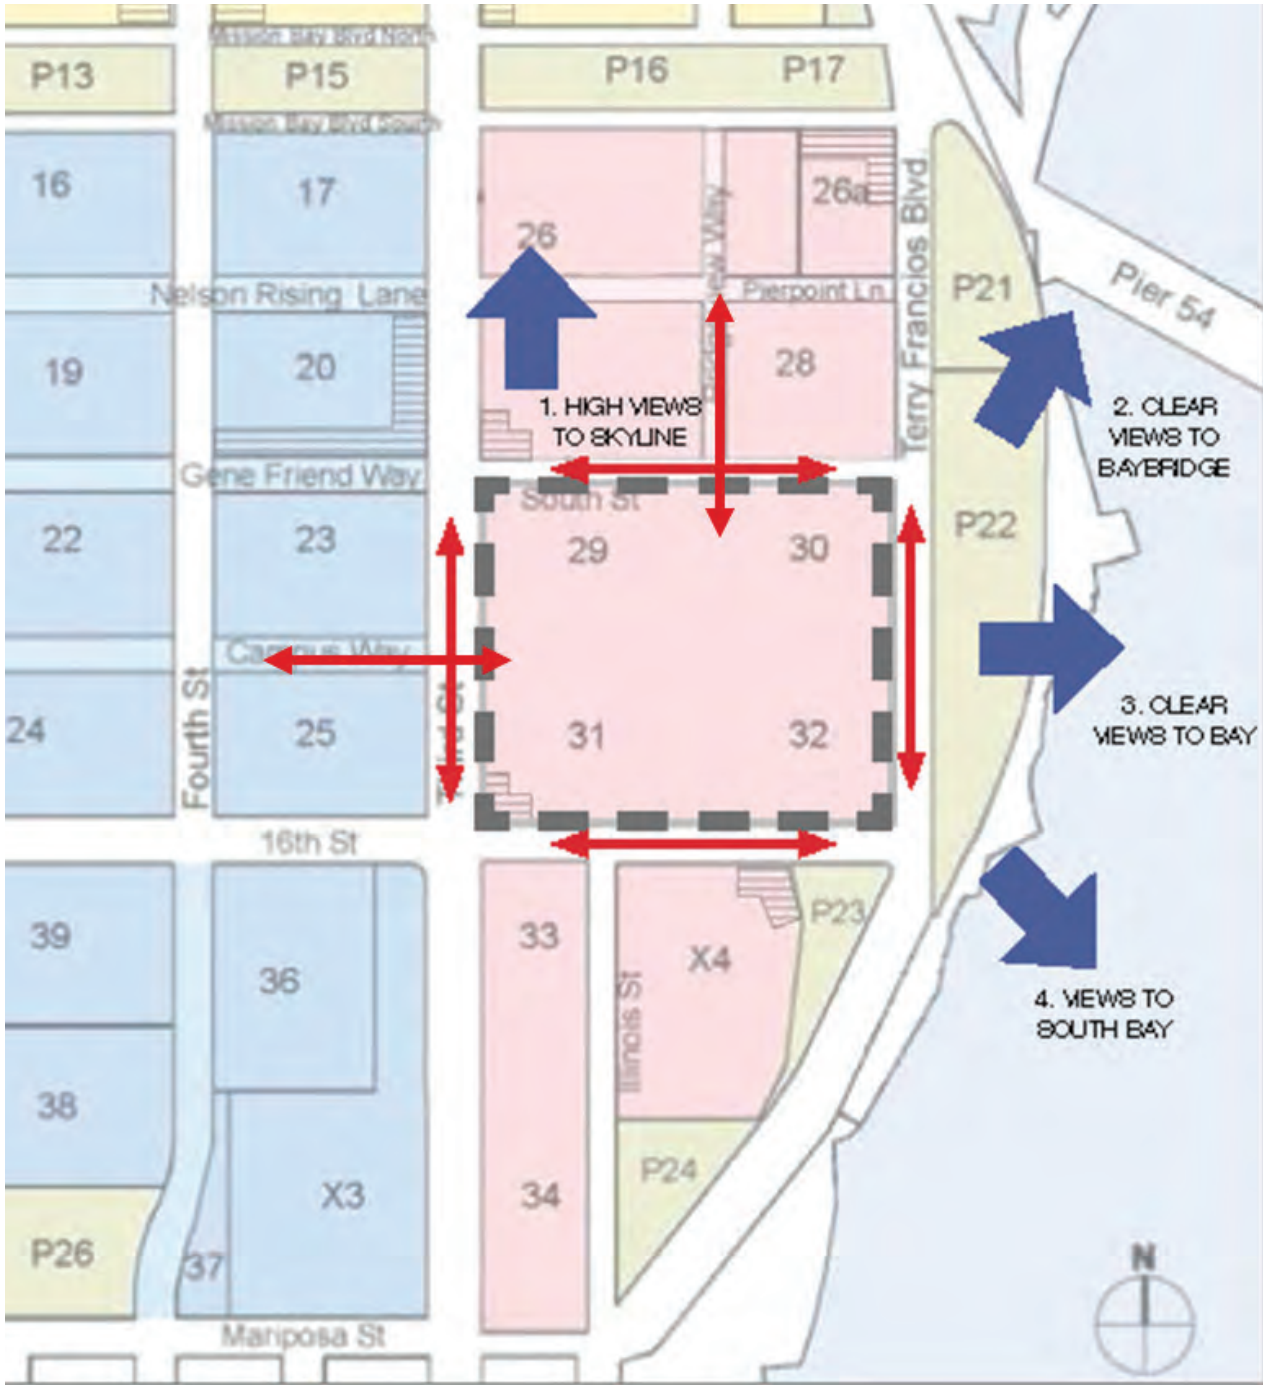 Mission Bay Blvd North
P13
P15
P16
P17
Mission Bay Blvd South
16
17
26
26a
Terry Francios Blvd
P21
Pier 54
Nelson Rising Lane
Pierpoint Ln
19
20
28
1. HIGH VIEWS
TO SKYLINE
2. CLEAR
VIEWS TO
BAYBRIDGE
Gene Friend Way
South St
22
23
29
30
P22
Campus Way
Fourth St
Third St
24
25
31
32
3. CLEAR
VIEWS TO BAY
16th St
39
36
33
X4
P23
Illinois St
4. VIEWS TO
SOUTH BAY
38
X3
34
P24
P26
37
N
Mariposa St